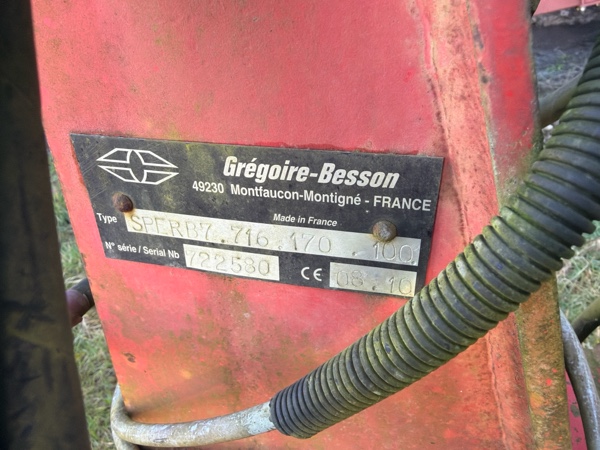 Grégoire-Besson
49230 Montfaucon-Montigné - FRANCE
Made in France
Type SPERB7.716.170.100
N° série / Serial Nb 722580 CE 08.10